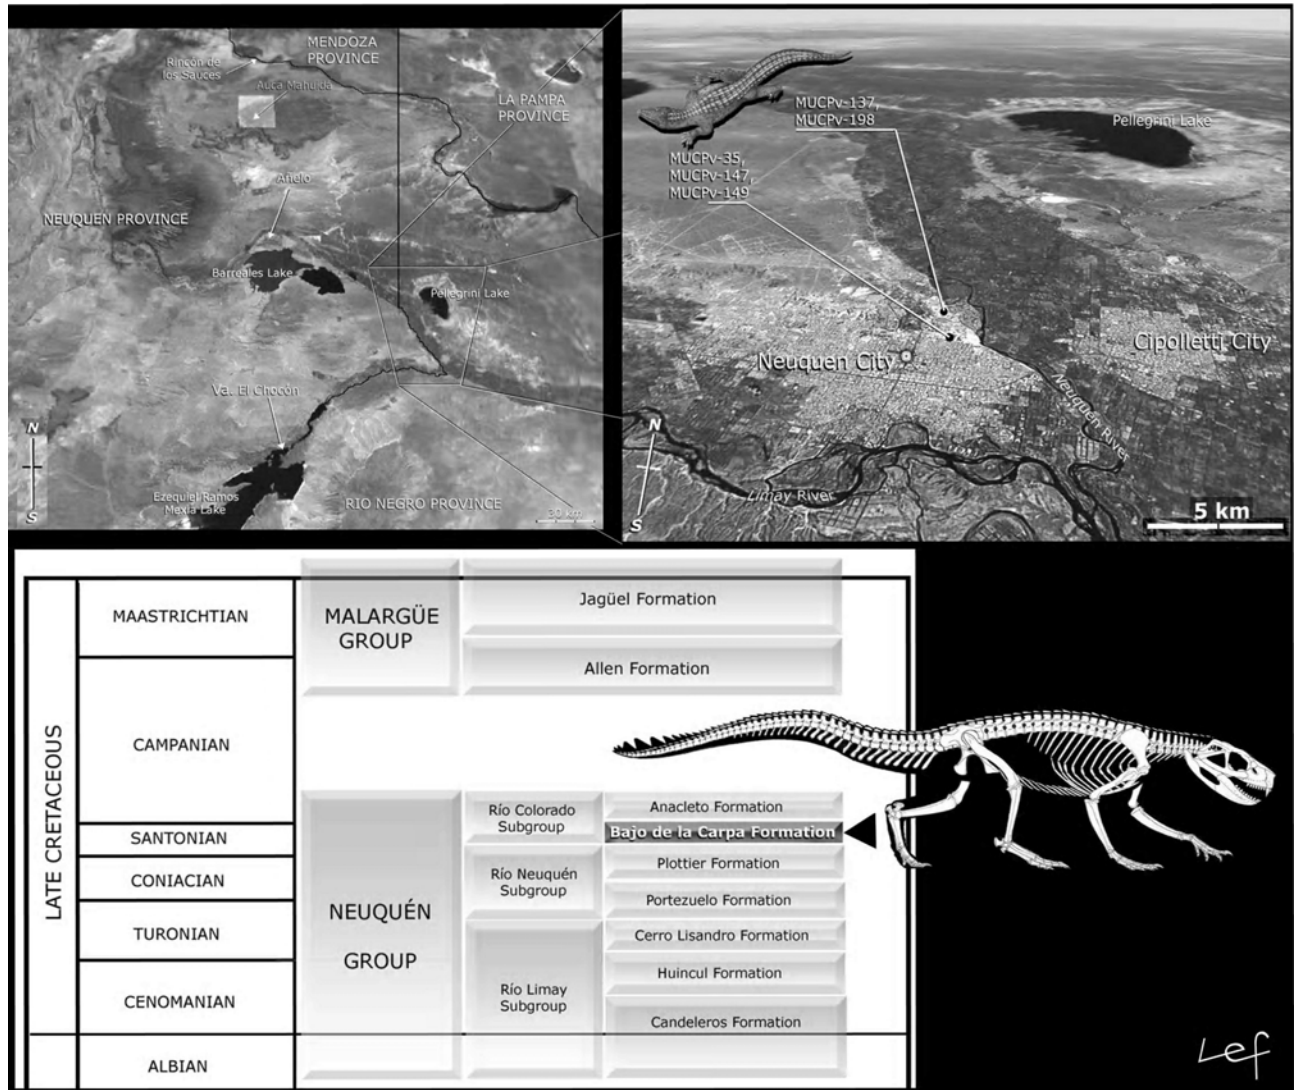 MENDOZA
PROVINCE
Rincón de
los Sauces
Auca Mahuida
LA PAMPA
PROVINCE
Añelo
NEUQUEN PROVINCE
Barreales Lake
Pellegrini Lake
Va. El Chocón
N
S
Ezequiel Ramos
Mexia Lake
RIO NEGRO PROVINCE
30 km
MUCPv-137,
MUCPv-198
MUCPv-35,
MUCPv-147,
MUCPv-149
Pellegrini Lake
Neuquen City
Cipolletti City
Neuquén River
Limay River
N
S
5 km
LATE CRETACEOUS
MAASTRICHTIAN
CAMPANIAN
SANTONIAN
CONIACIAN
TURONIAN
CENOMANIAN
ALBIAN
MALARGÜE
GROUP
Jagüel Formation
Allen Formation
NEUQUÉN
GROUP
Río Colorado
Subgroup
Anacleto Formation
Bajo de la Carpa Formation
Río Neuquén
Subgroup
Plottier Formation
Portezuelo Formation
Río Limay
Subgroup
Cerro Lisandro Formation
Huincul Formation
Candeleros Formation
Lef